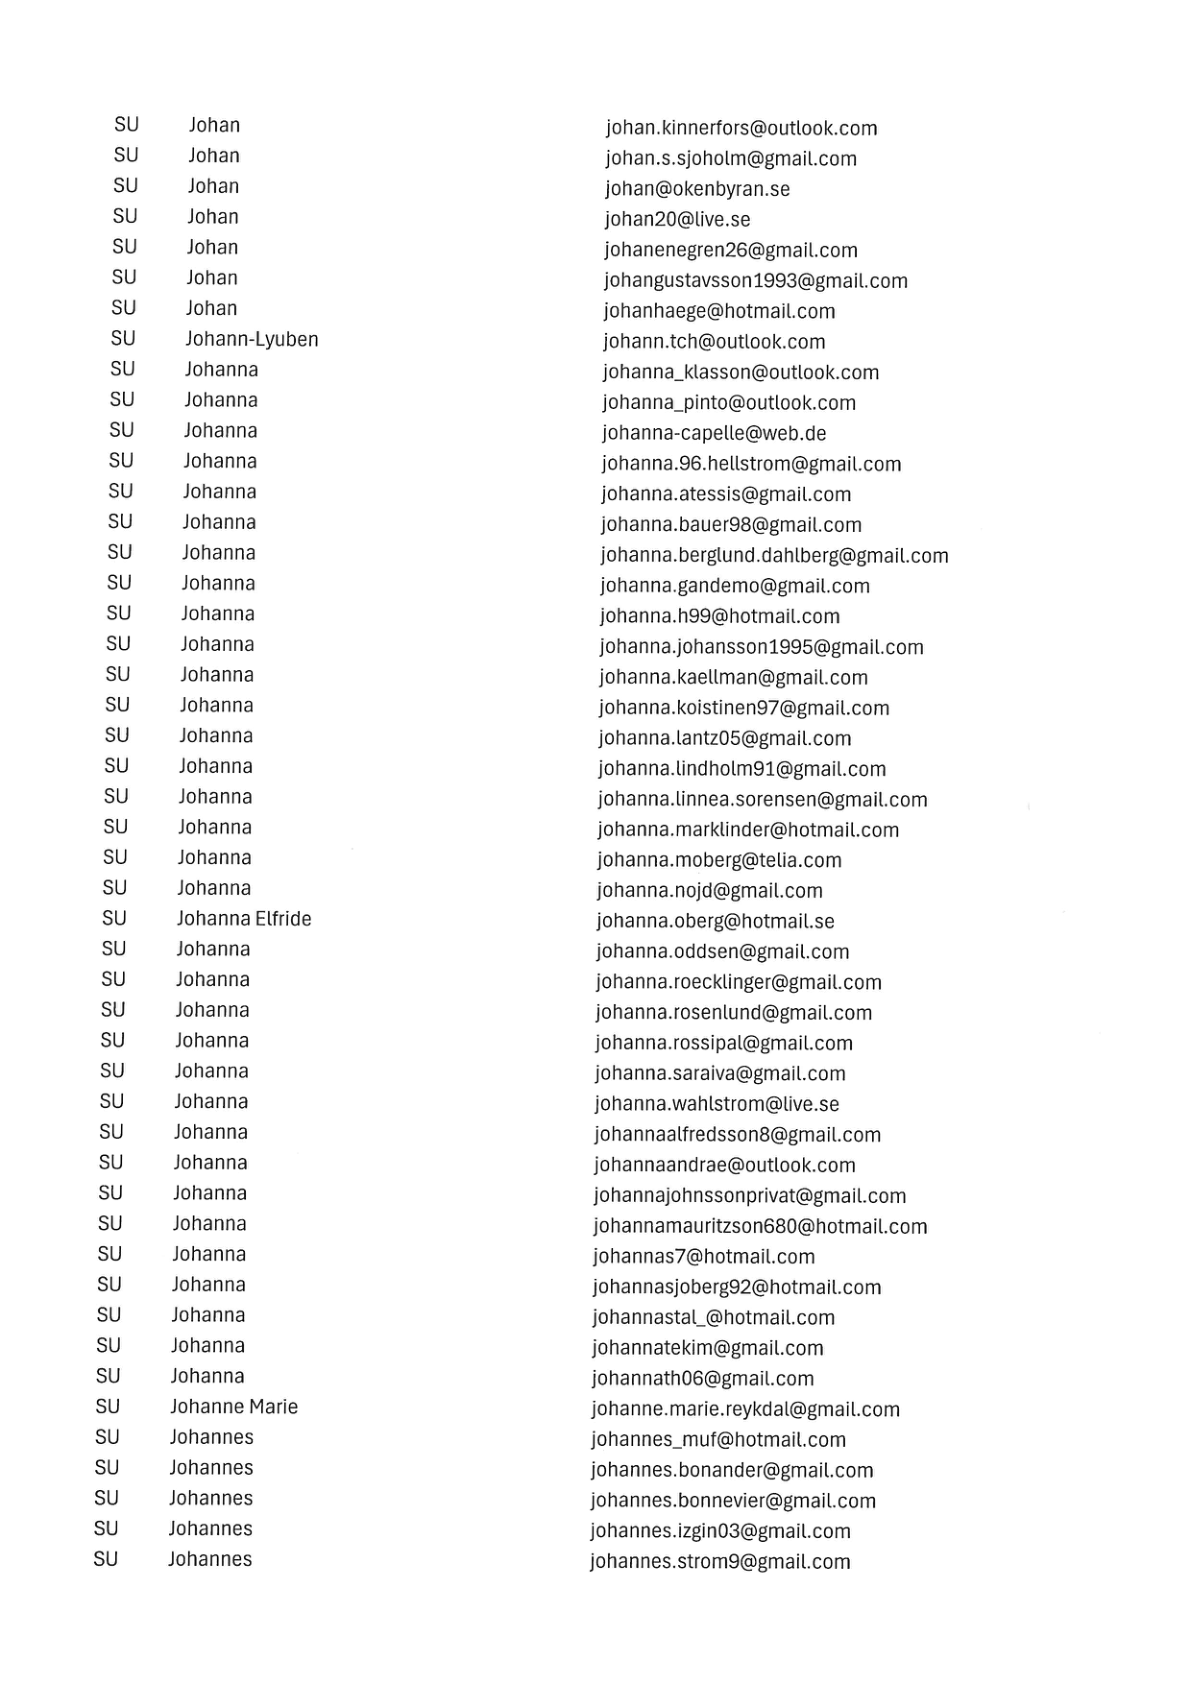 SU Johan johan.kinnerfors@outlook.com
SU Johan johan.s.sjoholm@gmail.com
SU Johan johan@okenbyran.se
SU Johan johan20@live.se
SU Johan johanenegren26@gmail.com
SU Johan johangustavsson1993@gmail.com
SU Johan johanhaege@hotmail.com
SU Johann-Lyuben johann.tch@outlook.com
SU Johanna johanna_klasson@outlook.com
SU Johanna johanna_pinto@outlook.com
SU Johanna johanna-capelle@web.de
SU Johanna johanna.96.hellstrom@gmail.com
SU Johanna johanna.atessis@gmail.com
SU Johanna johanna.bauer98@gmail.com
SU Johanna johanna.berglund.dahlberg@gmail.com
SU Johanna johanna.gandemo@gmail.com
SU Johanna johanna.h99@hotmail.com
SU Johanna johanna.johansson1995@gmail.com
SU Johanna johanna.kaellman@gmail.com
SU Johanna johanna.koistinen97@gmail.com
SU Johanna johanna.lantz05@gmail.com
SU Johanna johanna.lindholm91@gmail.com
SU Johanna johanna.linnea.sorensen@gmail.com
SU Johanna johanna.marklinder@hotmail.com
SU Johanna johanna.moberg@telia.com
SU Johanna johanna.nojd@gmail.com
SU Johanna Elfride johanna.oberg@hotmail.se
SU Johanna johanna.oddsen@gmail.com
SU Johanna johanna.roecklinger@gmail.com
SU Johanna johanna.rosenlund@gmail.com
SU Johanna johanna.rossipal@gmail.com
SU Johanna johanna.saraiva@gmail.com
SU Johanna johanna.wahlstrom@live.se
SU Johanna johannaalfredsson8@gmail.com
SU Johanna johannaandrae@outlook.com
SU Johanna johannajohnssonprivat@gmail.com
SU Johanna johannamauritzson680@hotmail.com
SU Johanna johannas7@hotmail.com
SU Johanna johannasjoberg92@hotmail.com
SU Johanna johannastal_@hotmail.com
SU Johanna johannatekim@gmail.com
SU Johanna johannath06@gmail.com
SU Johanne Marie johanne.marie.reykdal@gmail.com
SU Johannes johannes_muf@hotmail.com
SU Johannes johannes.bonander@gmail.com
SU Johannes johannes.bonnevier@gmail.com
SU Johannes johannes.izgin03@gmail.com
SU Johannes johannes.strom9@gmail.com